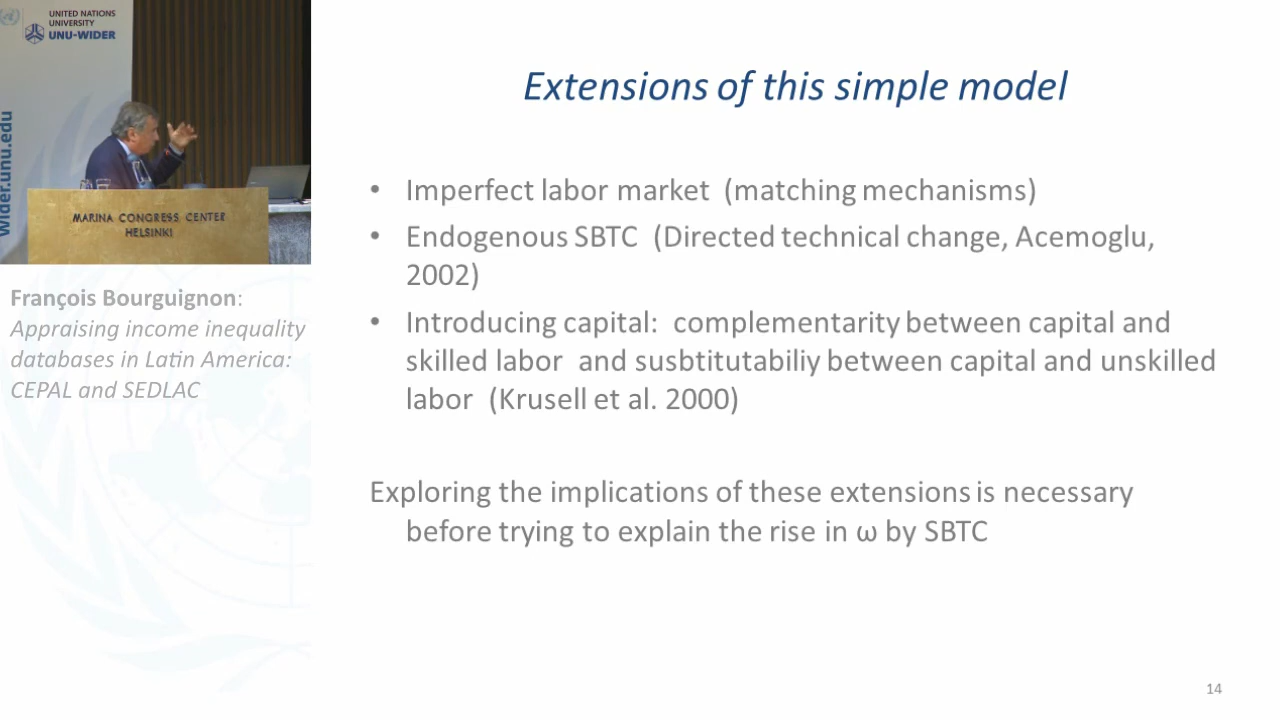 UNITED NATIONS
UNIVERSITY
UNU-WIDER
wider.unu.edu
MARINA CONGRESS CENTER
HELSINKI
François Bourguignon:
Appraising income inequality
databases in Latin America:
CEPAL and SEDLAC
Extensions of this simple model
• Imperfect labor market (matching mechanisms)
• Endogenous SBTC (Directed technical change, Acemoglu,
2002)
• Introducing capital: complementarity between capital and
skilled labor and susbtitutabiliy between capital and unskilled
labor (Krusell et al. 2000)
Exploring the implications of these extensions is necessary
before trying to explain the rise in ω by SBTC
14